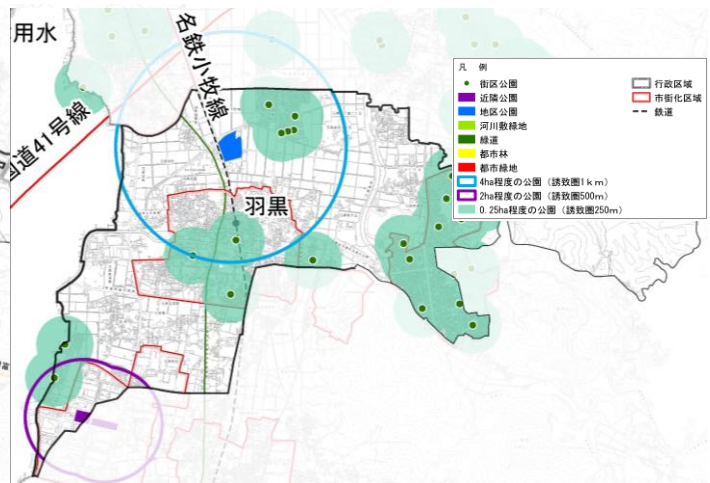 用水
名鉄小牧線
国道41号線
羽黒
凡 例
街区公園
近隣公園
地区公園
河川敷緑地
緑道
都市林
都市緑地
4ha程度の公園（誘致圏1km）
2ha程度の公園（誘致圏500m）
0.25ha程度の公園（誘致圏250m）
行政区域
市街化区域
鉄道